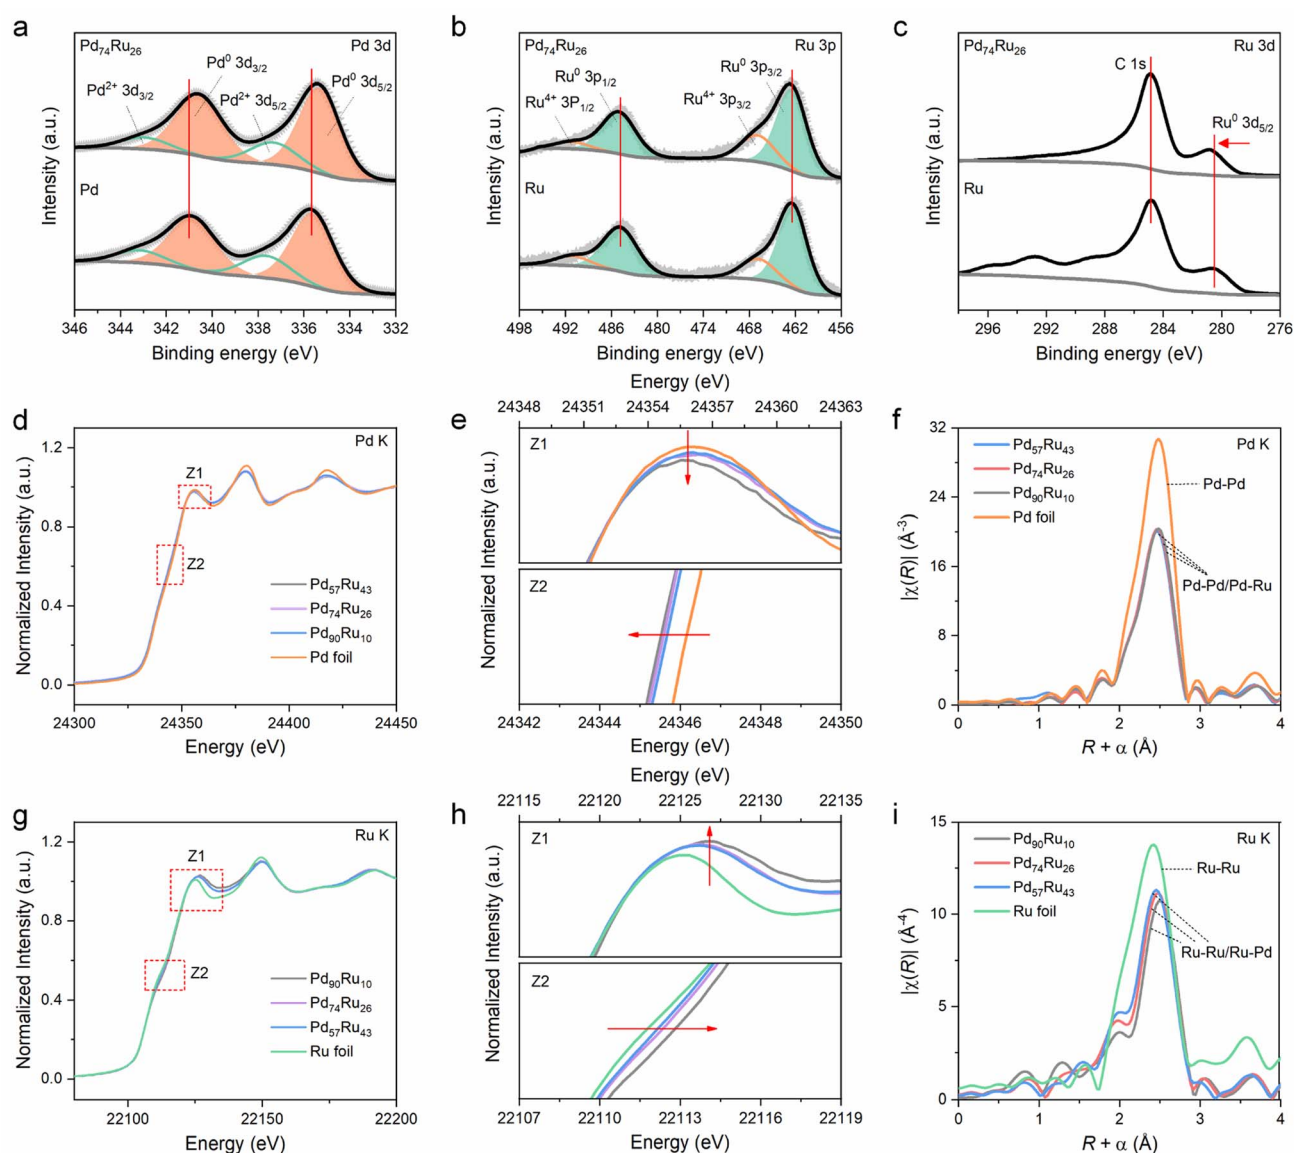 a
Pd₇₄Ru₂₆
Pd 3d
Pd⁰ 3d₃/₂
Pd²⁺ 3d₃/₂
Pd²⁺ 3d₅/₂
Pd⁰ 3d₅/₂
Pd
Intensity (a.u.)
346 344 342 340 338 336 334 332
Binding energy (eV)
b
Pd₇₄Ru₂₆
Ru 3p
Ru⁰ 3p₁/₂
Ru⁰ 3p₃/₂
Ru⁴⁺ 3P₁/₂
Ru⁴⁺ 3p₃/₂
Ru
Intensity (a.u.)
498 492 486 480 474 468 462 456
Binding energy (eV)
c
Pd₇₄Ru₂₆
Ru 3d
C 1s
Ru⁰ 3d₅/₂
Ru
Intensity (a.u.)
296 292 288 284 280 276
Binding energy (eV)
d
Pd K
Z1
Z2
Pd₅₇Ru₄₃
Pd₇₄Ru₂₆
Pd₉₀Ru₁₀
Pd foil
Normalized Intensity (a.u.)
1.2
0.8
0.4
0.0
24300 24350 24400 24450
Energy (eV)
e
Energy (eV)
24348 24351 24354 24357 24360 24363
Z1
Z2
Normalized Intensity (a.u.)
24342 24344 24346 24348 24350
Energy (eV)
f
Pd K
Pd₅₇Ru₄₃
Pd₇₄Ru₂₆
Pd₉₀Ru₁₀
Pd foil
Pd-Pd
Pd-Pd/Pd-Ru
|χ(R)| (Å⁻³)
32
24
16
8
0
0 1 2 3 4
R + α (Å)
g
Ru K
Z1
Z2
Pd₉₀Ru₁₀
Pd₇₄Ru₂₆
Pd₅₇Ru₄₃
Ru foil
Normalized Intensity (a.u.)
1.2
0.8
0.4
0.0
22100 22150 22200
Energy (eV)
h
Energy (eV)
22115 22120 22125 22130 22135
Z1
Z2
Normalized Intensity (a.u.)
22107 22110 22113 22116 22119
Energy (eV)
i
Ru K
Pd₉₀Ru₁₀
Pd₇₄Ru₂₆
Pd₅₇Ru₄₃
Ru foil
Ru-Ru
Ru-Ru/Ru-Pd
|χ(R)| (Å⁻⁴)
15
10
5
0
0 1 2 3 4
R + α (Å)